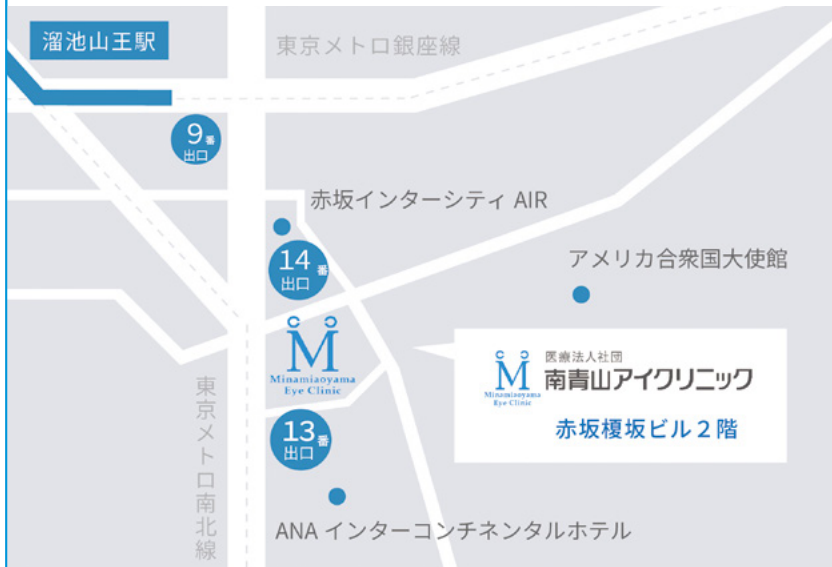 溜池山王駅
東京メトロ銀座線
9番
出口
赤坂インターシティ AIR
14番
出口
アメリカ合衆国大使館
M
Minamiaoyama
Eye Clinic
M
Minamiaoyama
Eye Clinic
医療法人社団
南青山アイクリニック
赤坂榎坂ビル2階
東京メトロ南北線
13番
出口
ANA インターコンチネンタルホテル